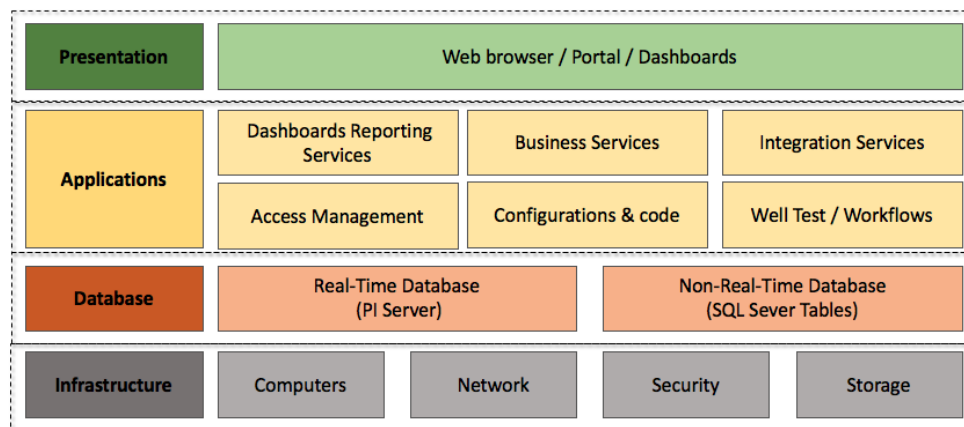 Presentation
Web browser / Portal / Dashboards
Applications
Dashboards Reporting
Services
Business Services
Integration Services
Access Management
Configurations & code
Well Test / Workflows
Database
Real-Time Database
(PI Server)
Non-Real-Time Database
(SQL Sever Tables)
Infrastructure
Computers
Network
Security
Storage